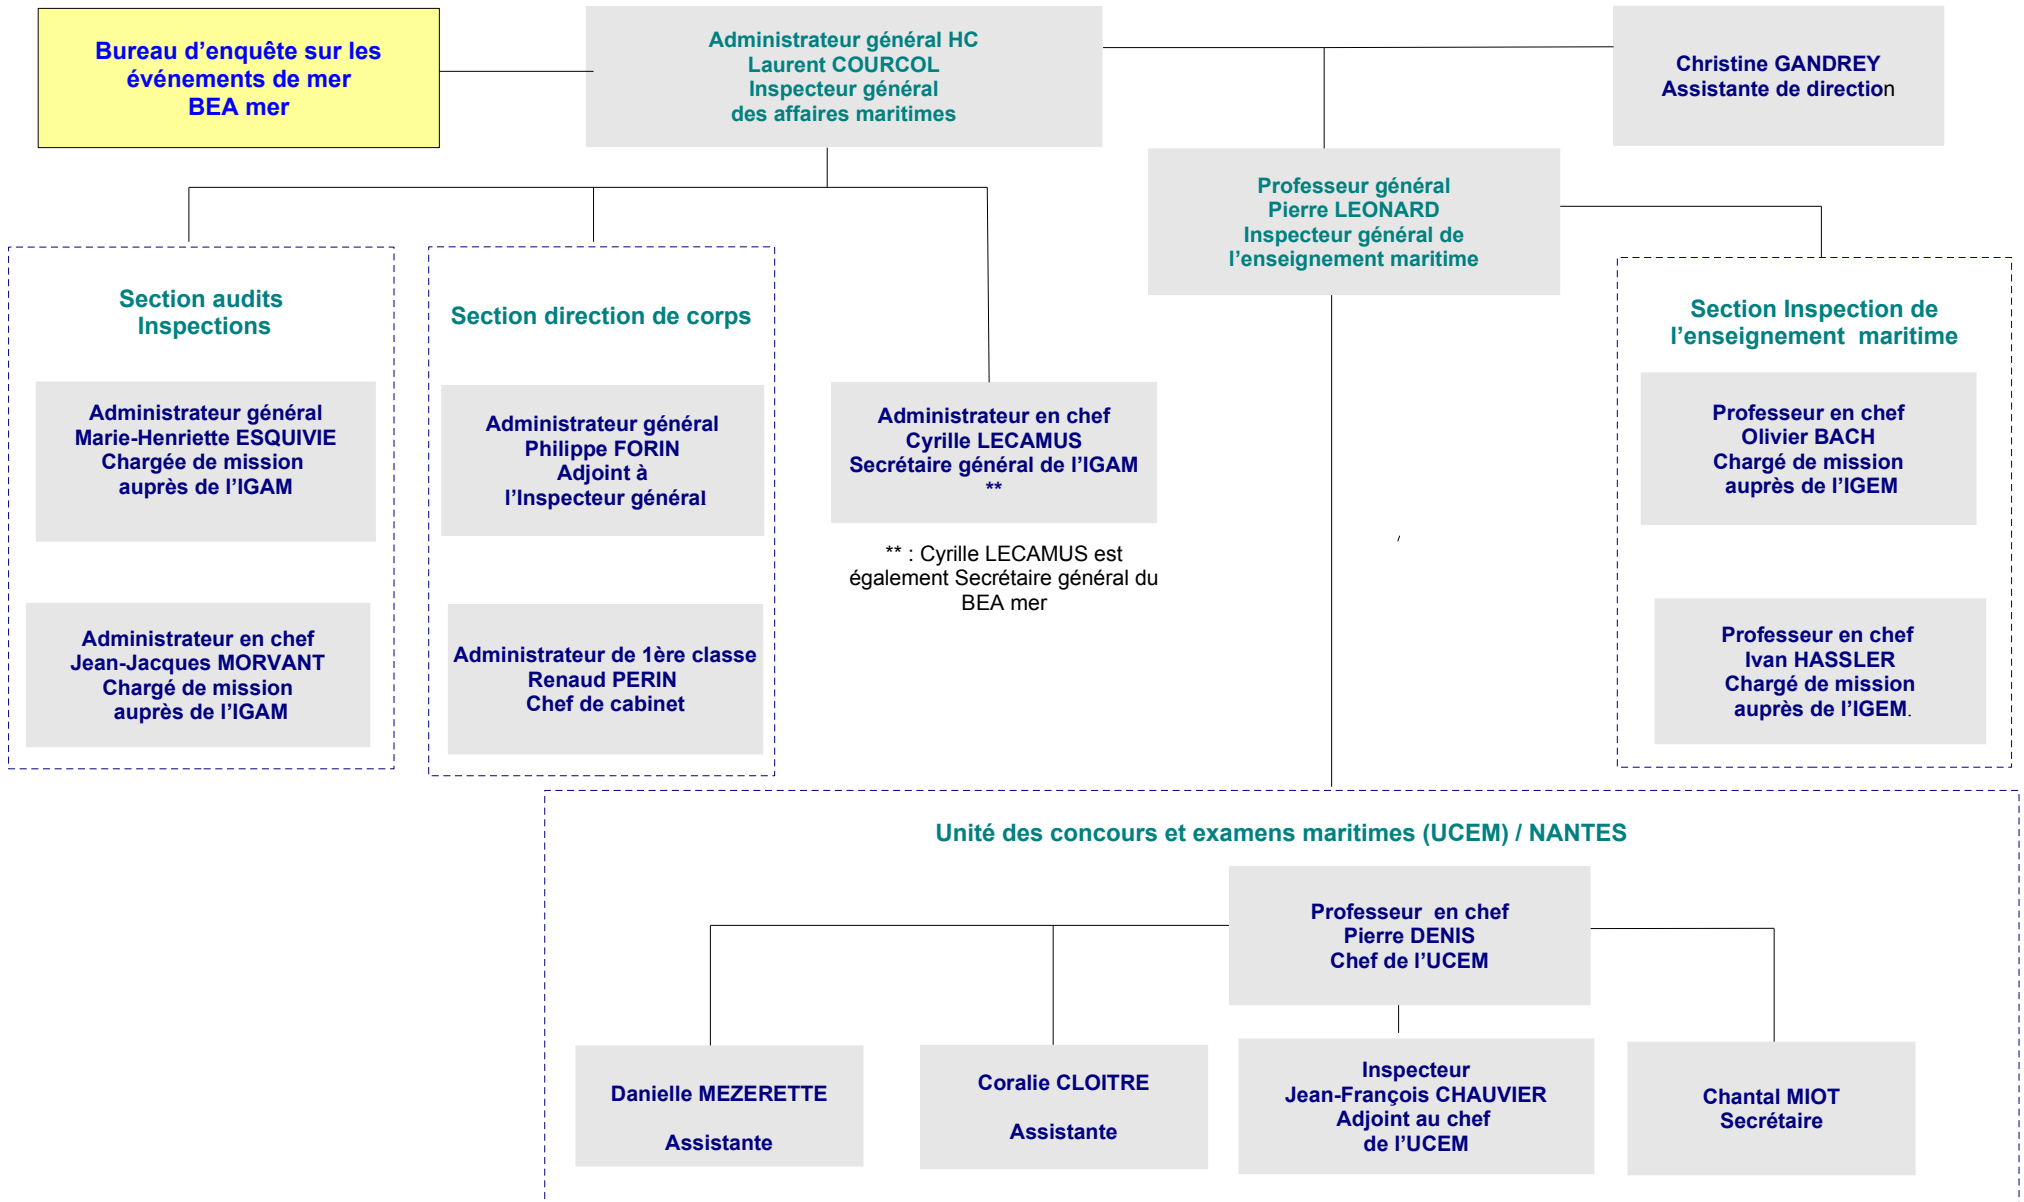 Bureau d’enquête sur les
événements de mer
BEA mer
Administrateur général HC
Laurent COURCOL
Inspecteur général
des affaires maritimes
Christine GANDREY
Assistante de direction
Professeur général
Pierre LEONARD
Inspecteur général de
l’enseignement maritime
Section audits
Inspections
Administrateur général
Marie-Henriette ESQUIVIE
Chargée de mission
auprès de l’IGAM
Administrateur en chef
Jean-Jacques MORVANT
Chargé de mission
auprès de l’IGAM
Section direction de corps
Administrateur général
Philippe FORIN
Adjoint à
l’Inspecteur général
Administrateur de 1ère classe
Renaud PERIN
Chef de cabinet
Administrateur en chef
Cyrille LECAMUS
Secrétaire général de l’IGAM
**
** : Cyrille LECAMUS est
également Secrétaire général du
BEA mer
Section Inspection de
l’enseignement maritime
Professeur en chef
Olivier BACH
Chargé de mission
auprès de l’IGEM
Professeur en chef
Ivan HASSLER
Chargé de mission
auprès de l’IGEM.
Unité des concours et examens maritimes (UCEM) / NANTES
Professeur en chef
Pierre DENIS
Chef de l’UCEM
Danielle MEZERETTE
Assistante
Coralie CLOITRE
Assistante
Inspecteur
Jean-François CHAUVIER
Adjoint au chef
de l’UCEM
Chantal MIOT
Secrétaire